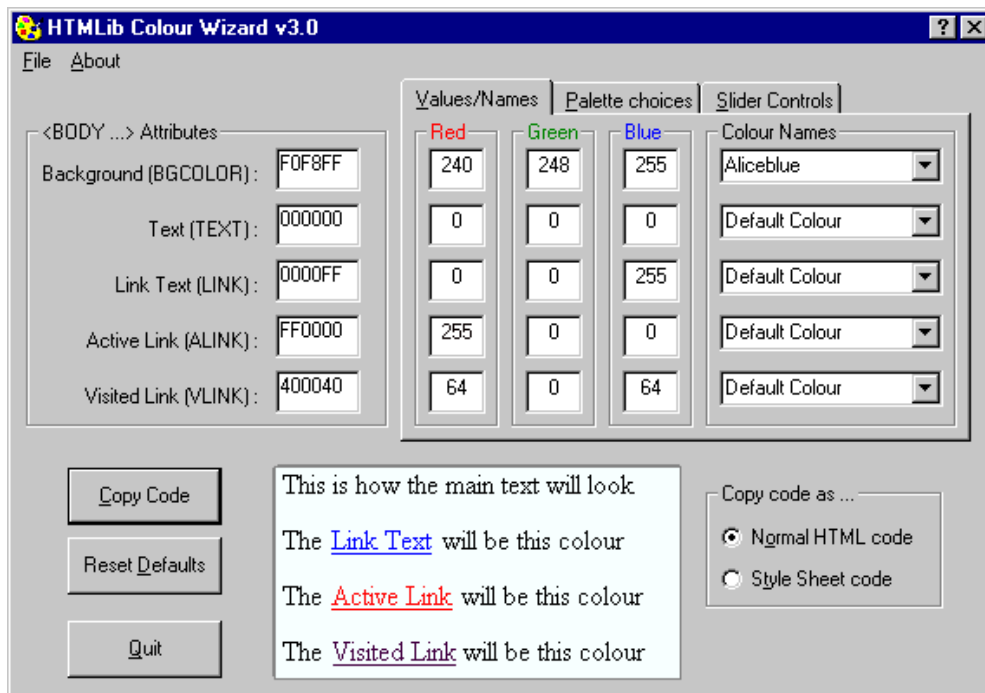 HTMLib Colour Wizard v3.0
File About
Values/Names Palette choices Slider Controls
<BODY ...> Attributes Red Green Blue Colour Names
Background (BGCOLOR) : F0F8FF 240 248 255 Aliceblue
Text (TEXT) : 000000 0 0 0 Default Colour
Link Text (LINK) : 0000FF 0 0 255 Default Colour
Active Link (ALINK) : FF0000 255 0 0 Default Colour
Visited Link (VLINK) : 400040 64 0 64 Default Colour
Copy Code
Reset Defaults
Quit
This is how the main text will look
The Link Text will be this colour
The Active Link will be this colour
The Visited Link will be this colour
Copy code as ...
Normal HTML code
Style Sheet code